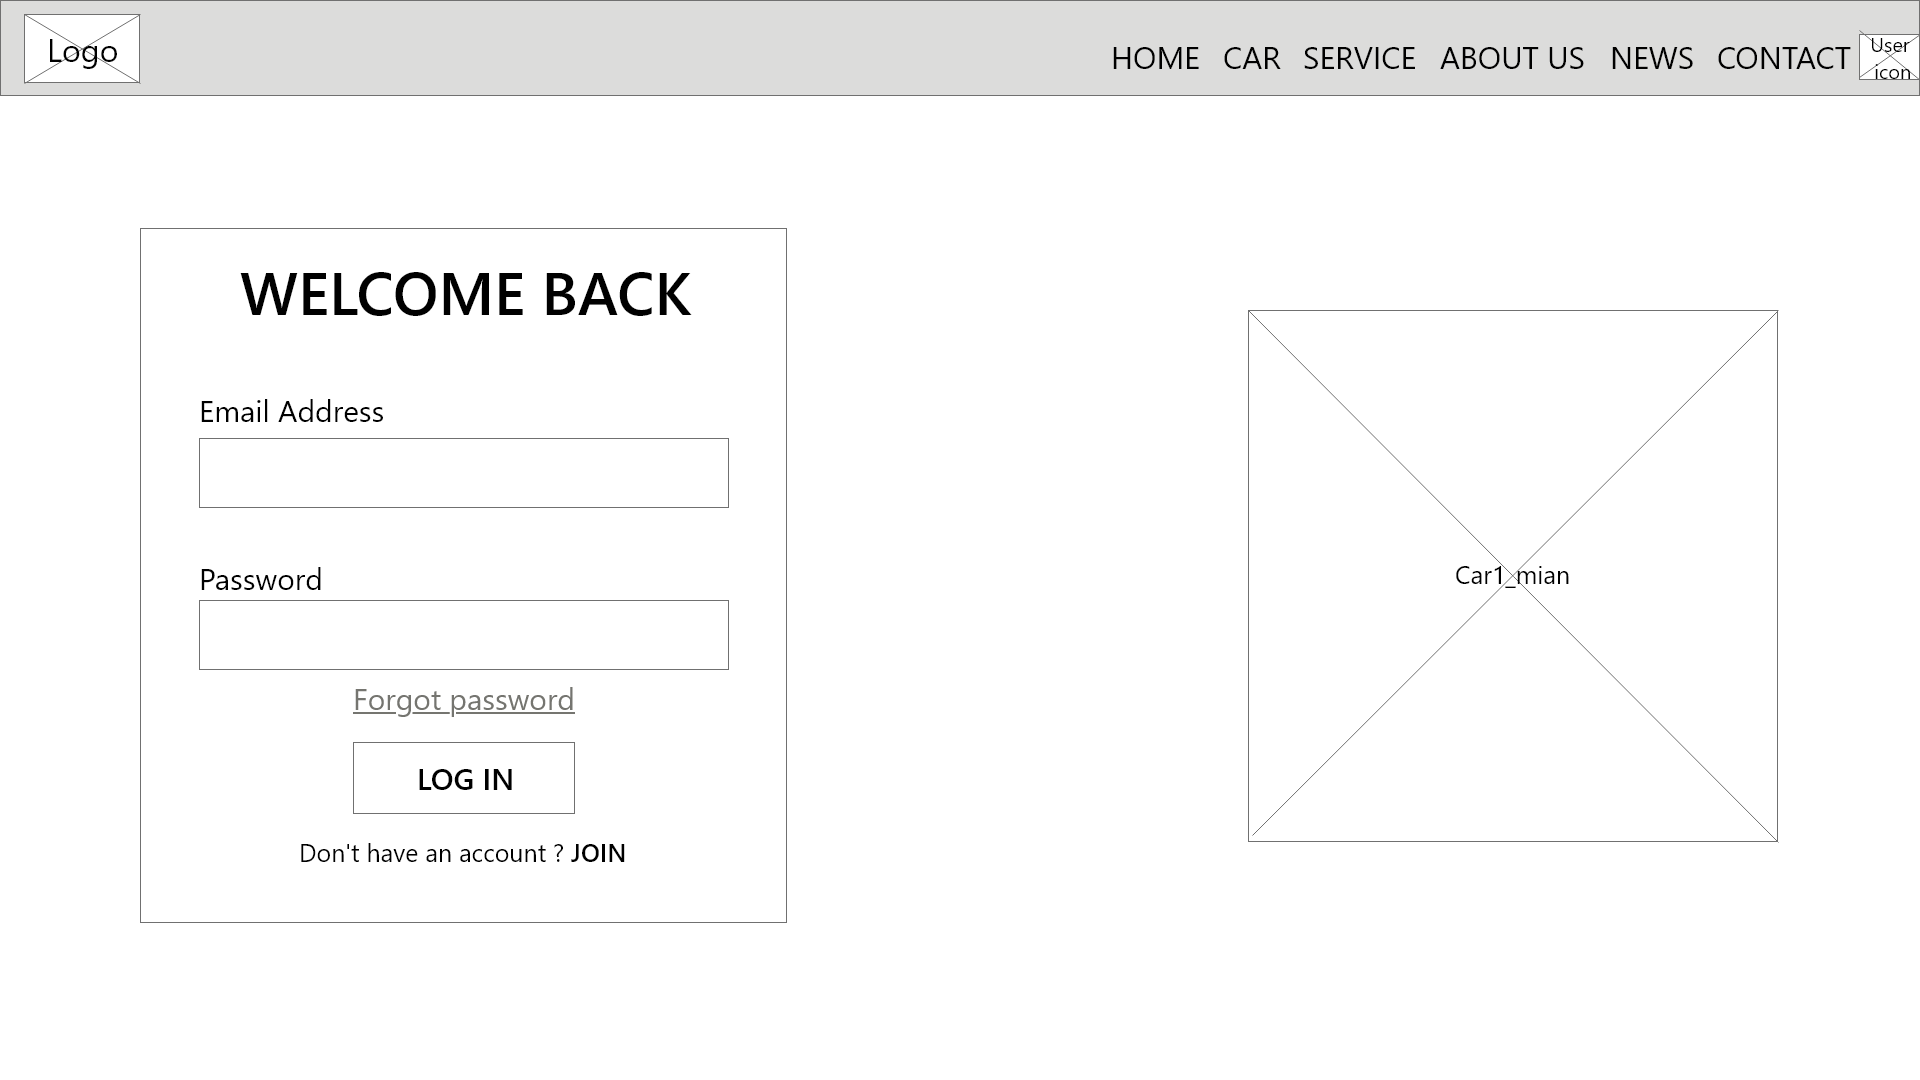 Logo
HOME CAR SERVICE ABOUT US NEWS CONTACT
User
icon
WELCOME BACK
Email Address
Password
Forgot password
LOG IN
Don't have an account ? JOIN
Car1_mian